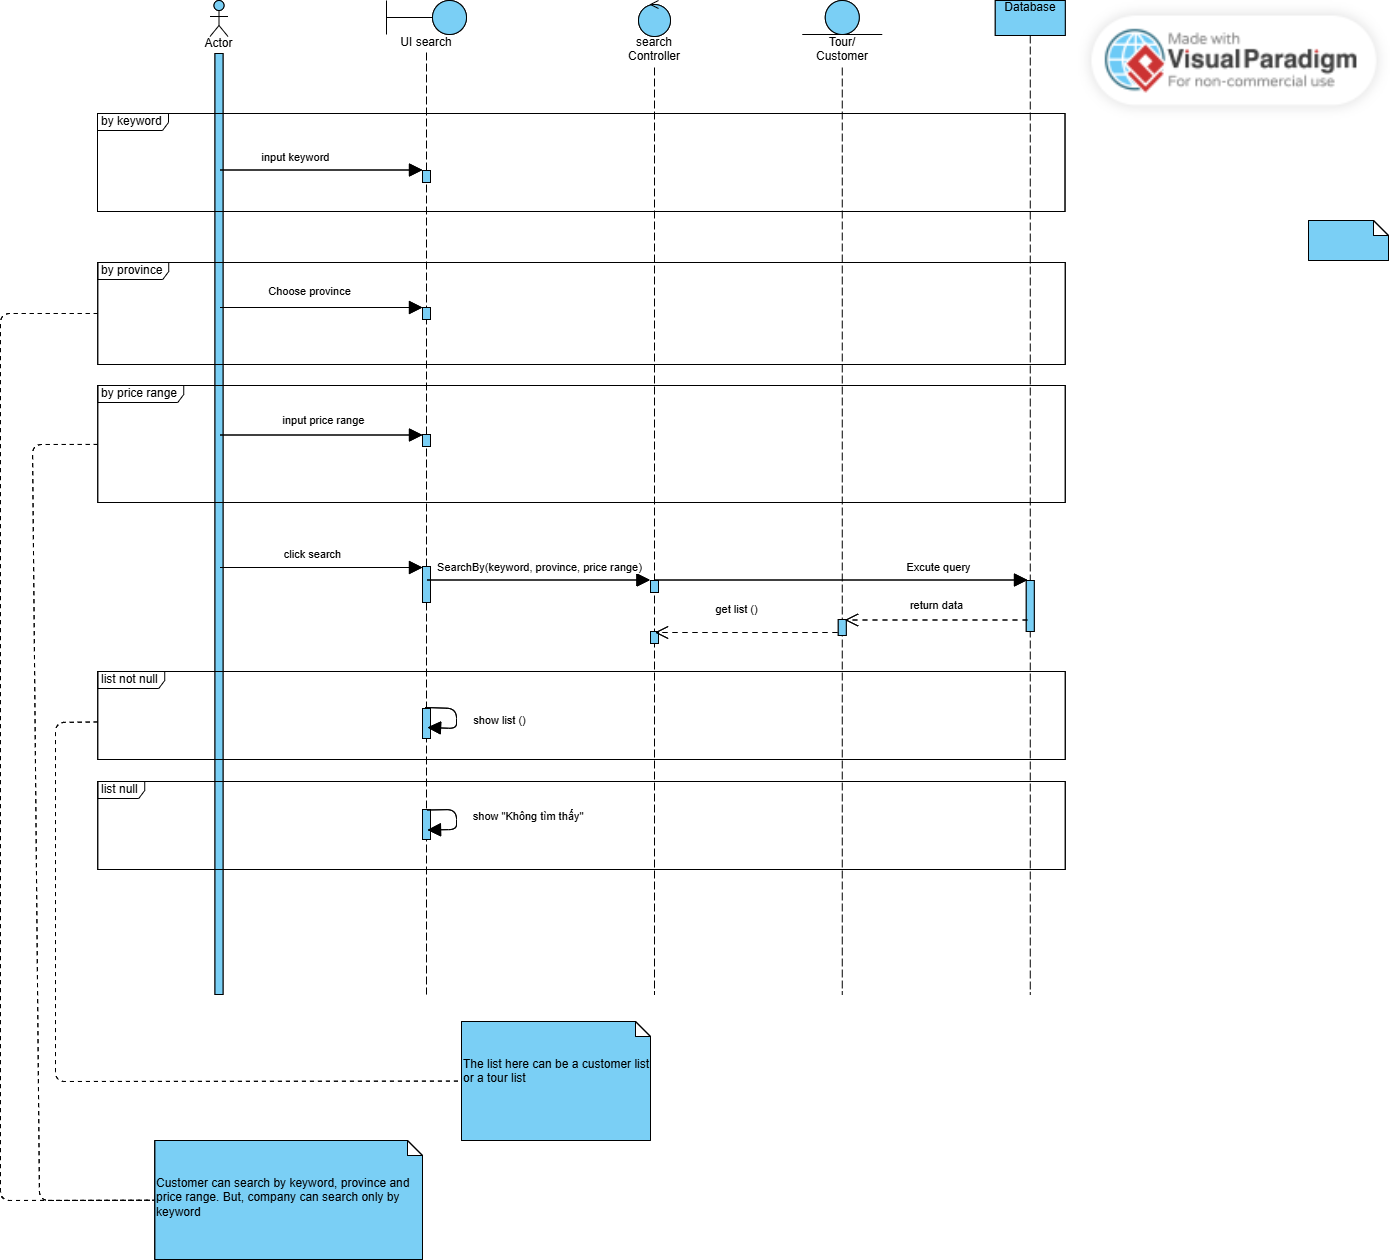 Actor
UI search
search
Controller
Tour/
Customer
Database
Made with
Visual Paradigm
For non-commercial use
by keyword
input keyword
by province
Choose province
by price range
input price range
click search
SearchBy(keyword, province, price range)
Excute query
get list ()
return data
list not null
show list ()
list null
show "Không tìm thấy"
The list here can be a customer list
or a tour list
Customer can search by keyword, province and
price range. But, company can search only by
keyword